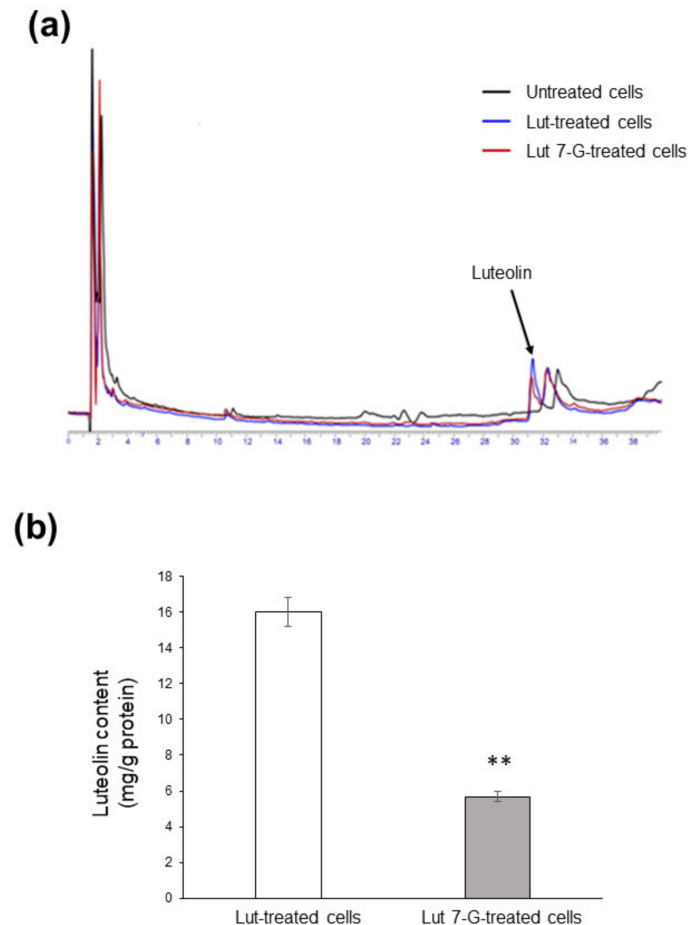 (a)
Untreated cells
Lut-treated cells
Lut 7-G-treated cells
Luteolin
0 2 4 6 8 10 12 14 16 18 20 22 24 26 28 30 32 34 36 38
(b)
Luteolin content
(mg/g protein)
18
16
14
12
10
8
6
4
2
0
**
Lut-treated cells Lut 7-G-treated cells